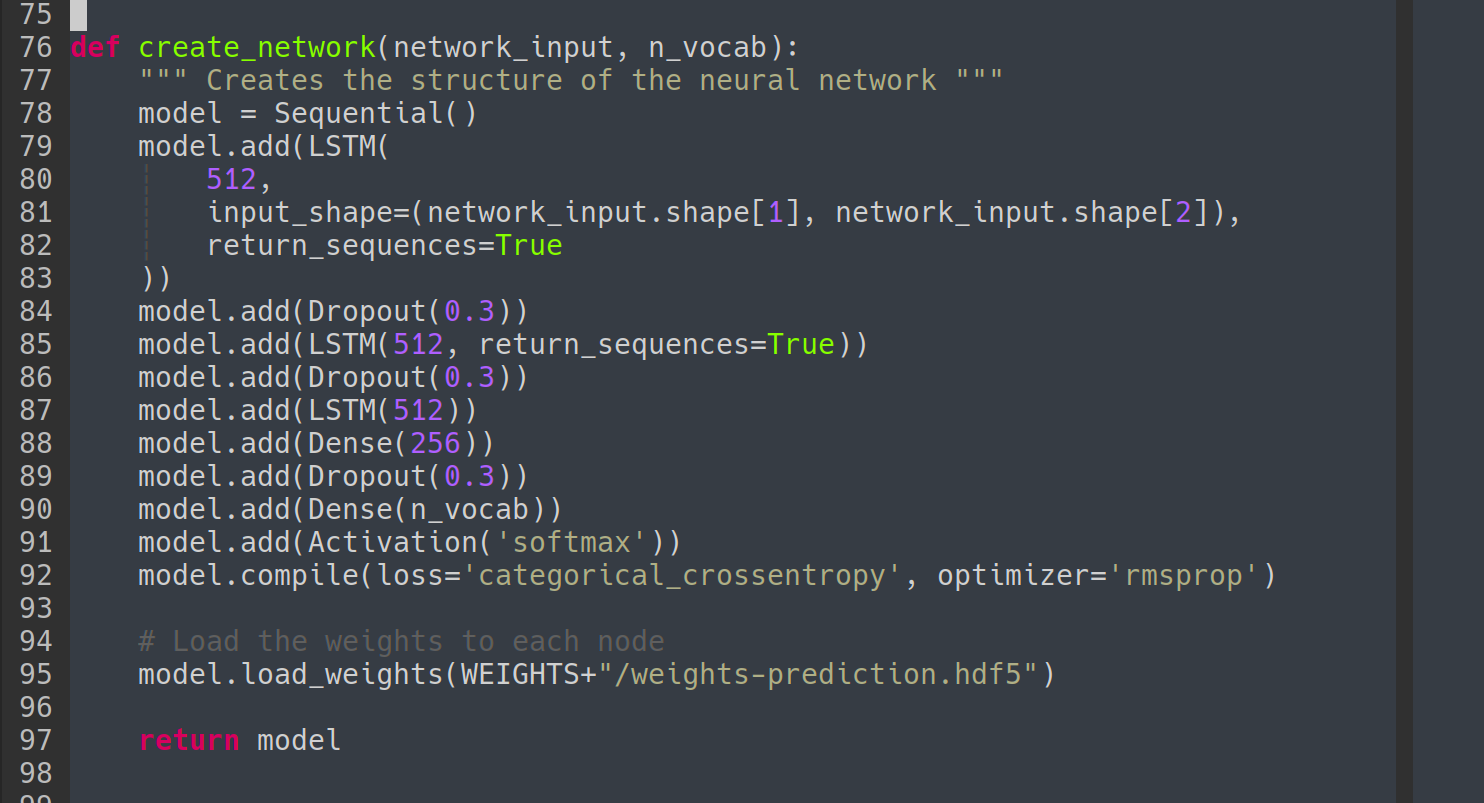 75
76 def create_network(network_input, n_vocab):
77     """ Creates the structure of the neural network """
78     model = Sequential()
79     model.add(LSTM(
80         512,
81         input_shape=(network_input.shape[1], network_input.shape[2]),
82         return_sequences=True
83     ))
84     model.add(Dropout(0.3))
85     model.add(LSTM(512, return_sequences=True))
86     model.add(Dropout(0.3))
87     model.add(LSTM(512))
88     model.add(Dense(256))
89     model.add(Dropout(0.3))
90     model.add(Dense(n_vocab))
91     model.add(Activation('softmax'))
92     model.compile(loss='categorical_crossentropy', optimizer='rmsprop')
93
94     # Load the weights to each node
95     model.load_weights(WEIGHTS+"/weights-prediction.hdf5")
96
97     return model
98
99